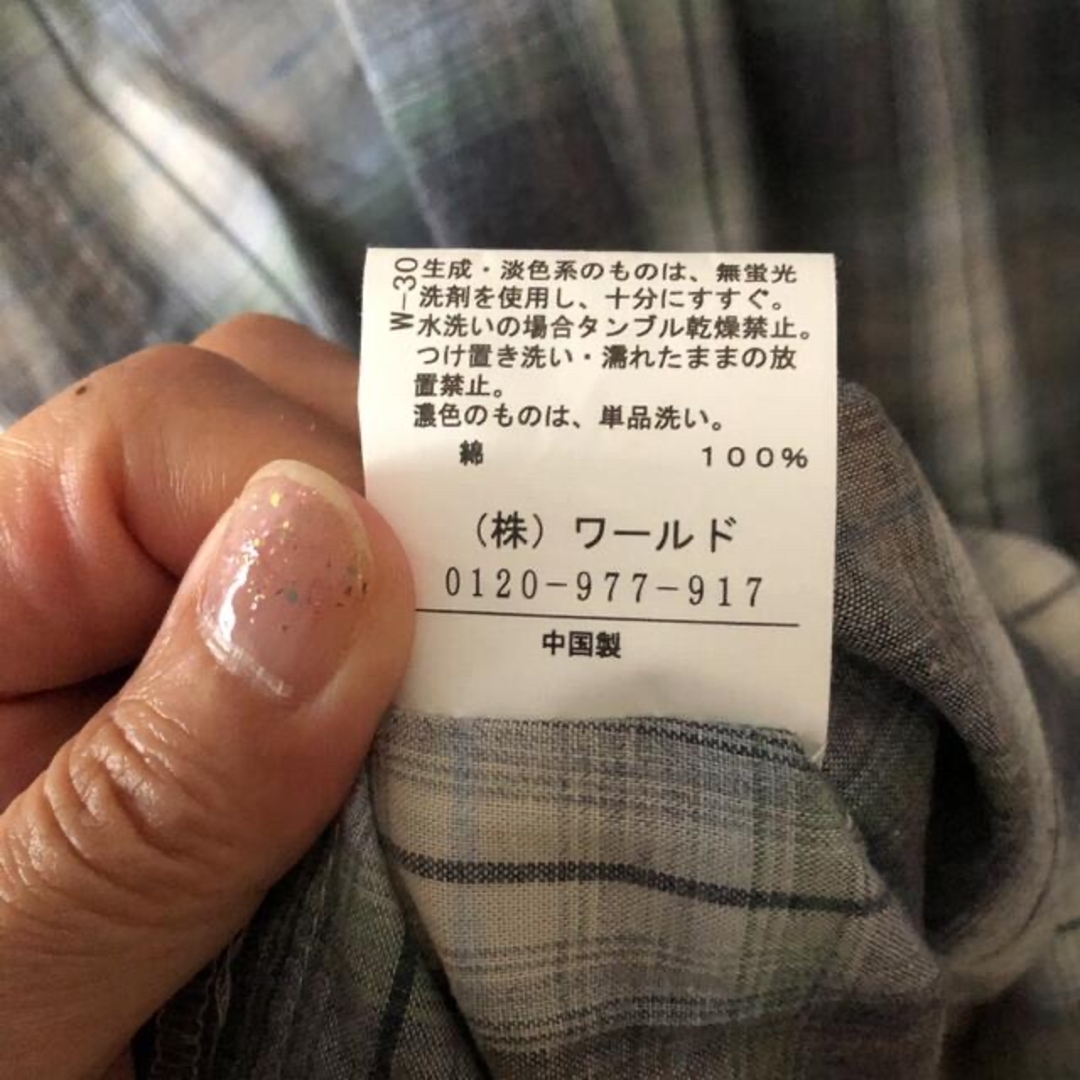 W-30
生成・淡色系のものは、無蛍光
洗剤を使用し、十分にすすぐ。
水洗いの場合タンブル乾燥禁止。
つけ置き洗い・濡れたままの放
置禁止。
濃色のものは、単品洗い。
綿 100%
(株)ワールド
0120-977-917
中国製